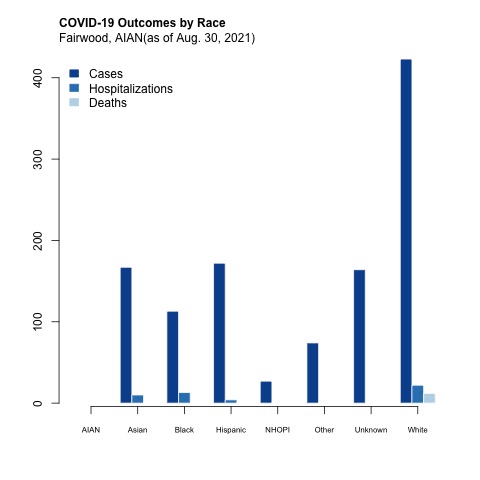 COVID-19 Outcomes by Race
Fairwood, AIAN(as of Aug. 30, 2021)
Cases
Hospitalizations
Deaths
400
300
200
100
0
AIAN Asian Black Hispanic NHOPI Other Unknown White